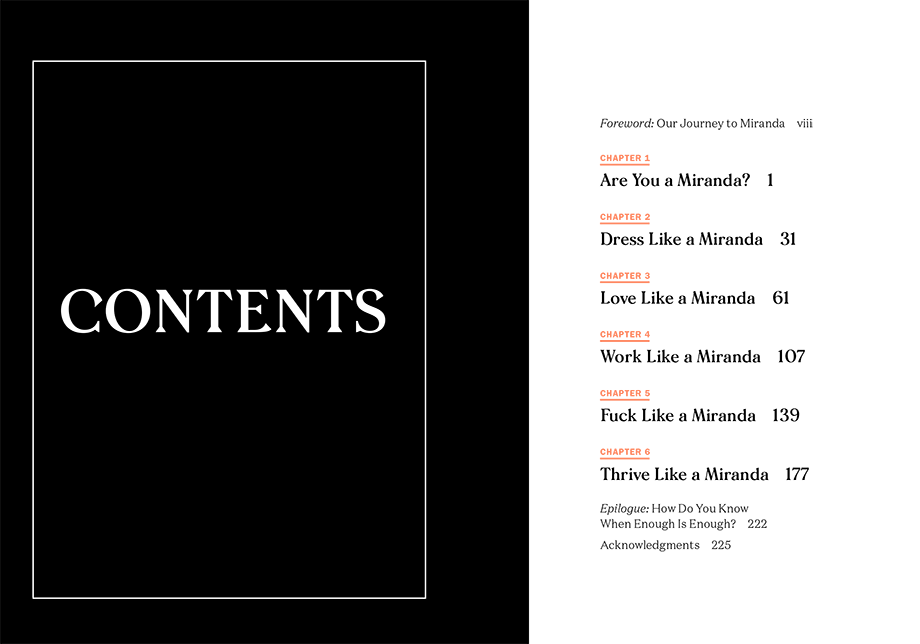 CONTENTS
Foreword: Our Journey to Miranda viii
CHAPTER 1
Are You a Miranda? 1
CHAPTER 2
Dress Like a Miranda 31
CHAPTER 3
Love Like a Miranda 61
CHAPTER 4
Work Like a Miranda 107
CHAPTER 5
Fuck Like a Miranda 139
CHAPTER 6
Thrive Like a Miranda 177
Epilogue: How Do You Know
When Enough Is Enough? 222
Acknowledgments 225